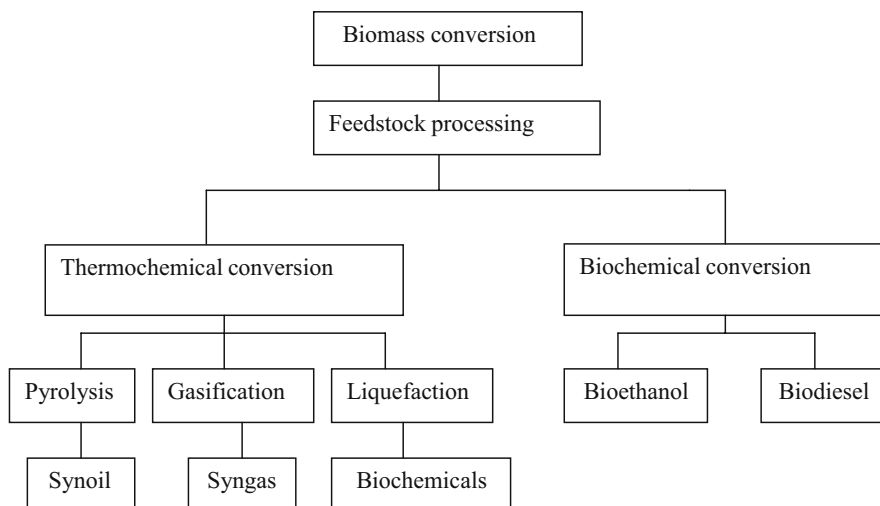 Biomass conversion
Feedstock processing
Thermochemical conversion
Biochemical conversion
Pyrolysis
Gasification
Liquefaction
Bioethanol
Biodiesel
Synoil
Syngas
Biochemicals